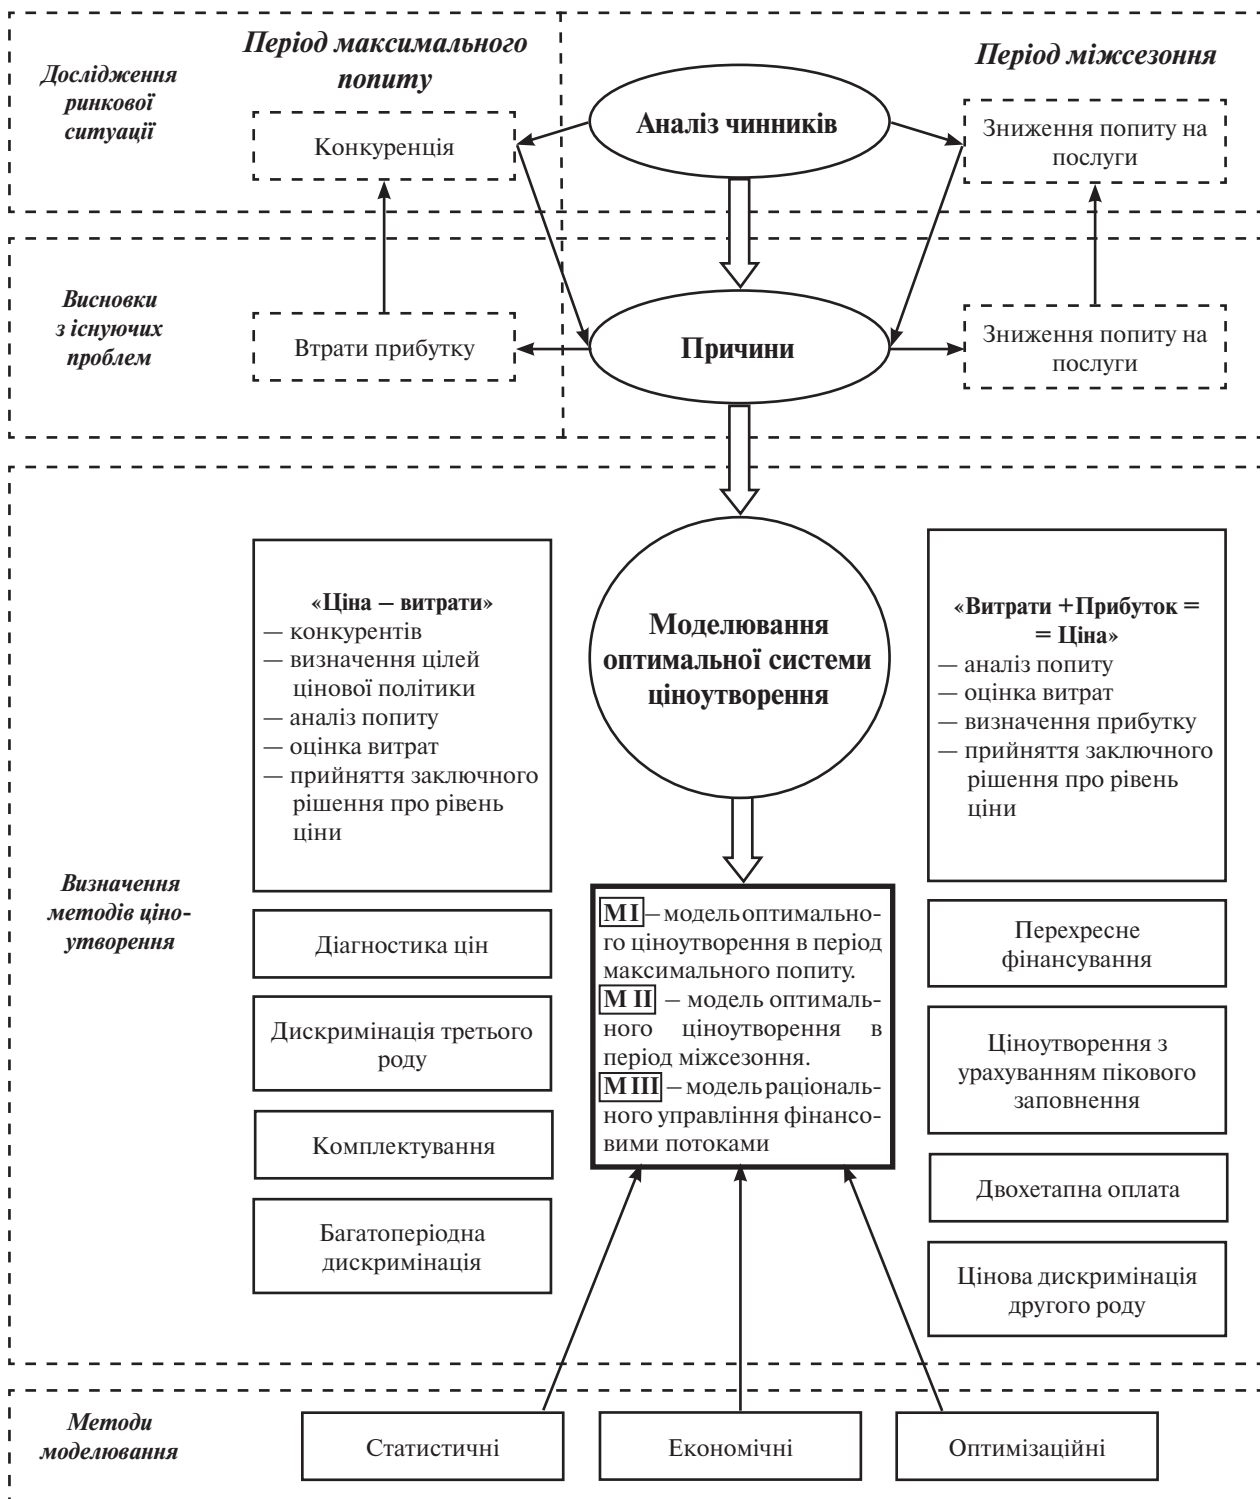 Період максимального
попиту
Період міжсезоння
Дослідження
ринкової
ситуації
Конкуренція
Аналіз чинників
Зниження попиту на
послуги
Висновки
з існуючих
проблем
Втрати прибутку
Причини
Зниження попиту на
послуги
Визначення
методів ціно-
утворення
«Ціна – витрати»
— конкурентів
— визначення цілей
цінової політики
— аналіз попиту
— оцінка витрат
— прийняття заключного
рішення про рівень
ціни
Діагностика цін
Дискримінація третього
роду
Комплектування
Багатоперіодна
дискримінація
Моделювання
оптимальної системи
ціноутворення
М І – модель оптимально-
го ціноутворення в період
максимального попиту.
М ІІ – модель оптималь-
ного ціноутворення в
період міжсезоння.
М ІІІ – модель раціональ-
ного управління фінансо-
вими потоками
«Витрати +Прибуток =
= Ціна»
— аналіз попиту
— оцінка витрат
— визначення прибутку
— прийняття заключного
рішення про рівень
ціни
Перехресне
фінансування
Ціноутворення з
урахуванням пікового
заповнення
Двохетапна оплата
Цінова дискримінація
другого роду
Методи
моделювання
Статистичні
Економічні
Оптимізаційні